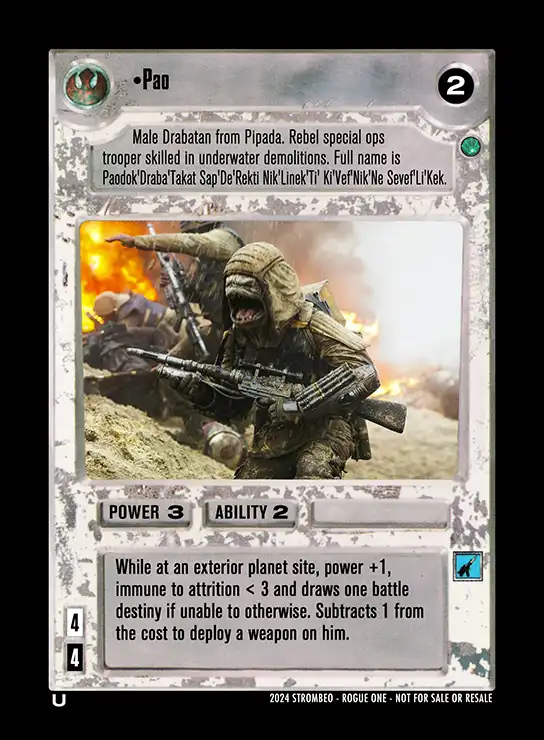 •Pao
2
Male Drabatan from Pipada. Rebel special ops
trooper skilled in underwater demolitions. Full name is
Paodok'Draba'Takat Sap'De'Rekti Nik'Linek'Ti' Ki'Vef'Nik'Ne Sevef'Li'Kek.
POWER 3 ABILITY 2
While at an exterior planet site, power +1,
immune to attrition < 3 and draws one battle
destiny if unable to otherwise. Subtracts 1 from
the cost to deploy a weapon on him.
4
4
U
2024 STROMBEO - ROGUE ONE - NOT FOR SALE OR RESALE